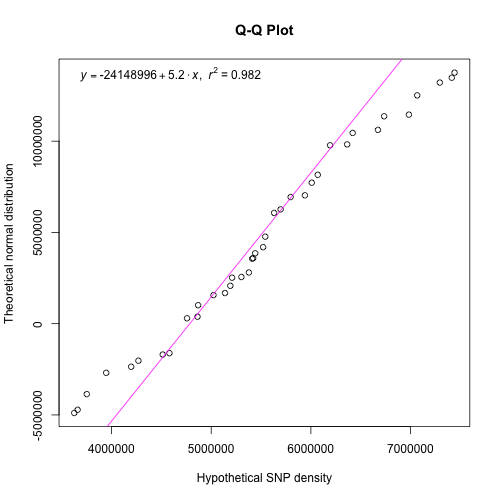 Q-Q Plot
y = -24148996 + 5.2 · x, r² = 0.982
Theoretical normal distribution
10000000
5000000
0
-5000000
4000000 5000000 6000000 7000000
Hypothetical SNP density